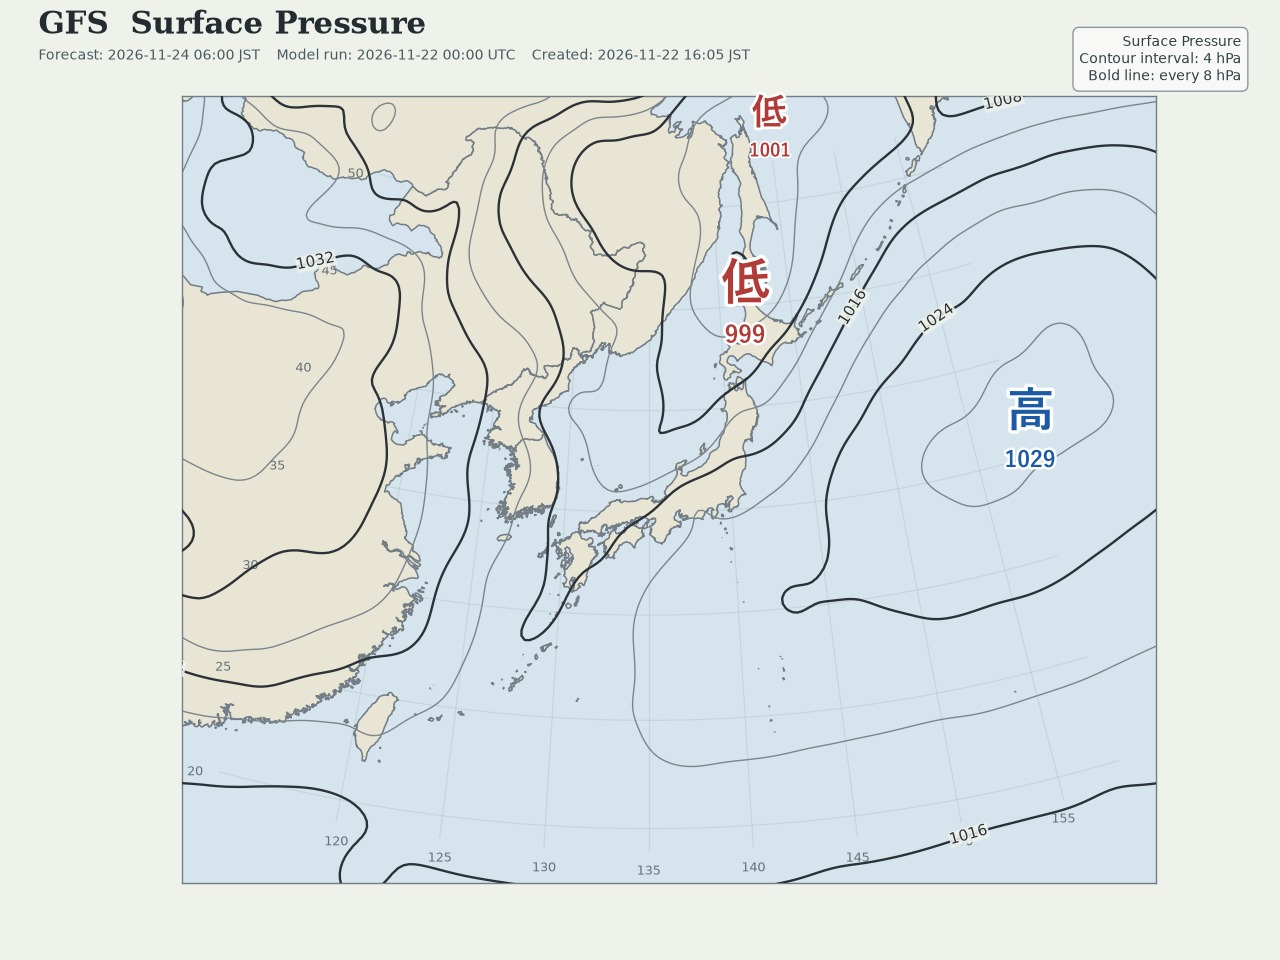 GFS  Surface Pressure
Forecast: 2026-11-24 06:00 JST    Model run: 2026-11-22 00:00 UTC    Created: 2026-11-22 16:05 JST
Surface Pressure
Contour interval: 4 hPa
Bold line: every 8 hPa
低
1001
1008
50
1032
45
低
999
1016
1024
40
高
1029
35
30
25
20
120
125
130
135
140
145
1016
155